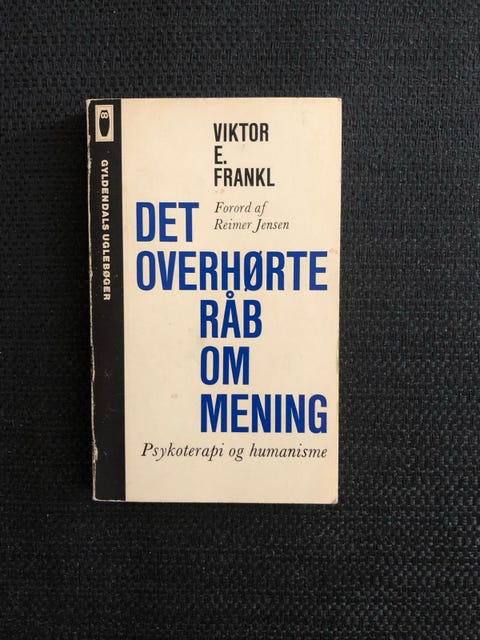 GYLDENDALS UGLEBØGER
VIKTOR
E.
FRANKL
Forord af
Reimer Jensen
DET
OVERHØRTE
RÅB
OM
MENING
Psykoterapi og humanisme